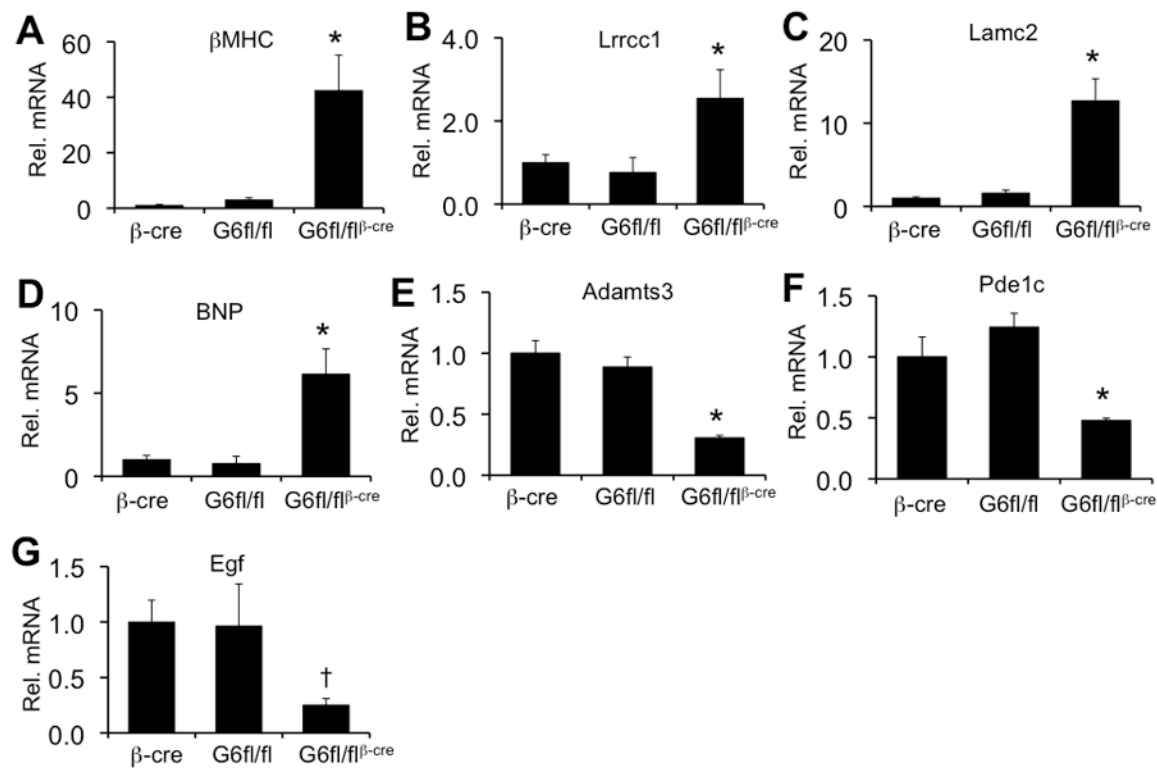 A
βMHC
Rel. mRNA
60
40
20
0
*
β-cre
G6fl/fl
G6fl/flβ-cre
B
Lrrcc1
Rel. mRNA
4.0
2.0
0.0
*
β-cre
G6fl/fl
G6fl/flβ-cre
C
Lamc2
Rel. mRNA
20
10
0
*
β-cre
G6fl/fl
G6fl/flβ-cre
D
BNP
Rel. mRNA
10
5
0
*
β-cre
G6fl/fl
G6fl/flβ-cre
E
Adamts3
Rel. mRNA
1.5
1.0
0.5
0.0
*
β-cre
G6fl/fl
G6fl/flβ-cre
F
Pde1c
Rel. mRNA
1.5
1.0
0.5
0.0
*
β-cre
G6fl/fl
G6fl/flβ-cre
G
Egf
Rel. mRNA
1.5
1.0
0.5
0.0
†
β-cre
G6fl/fl
G6fl/flβ-cre